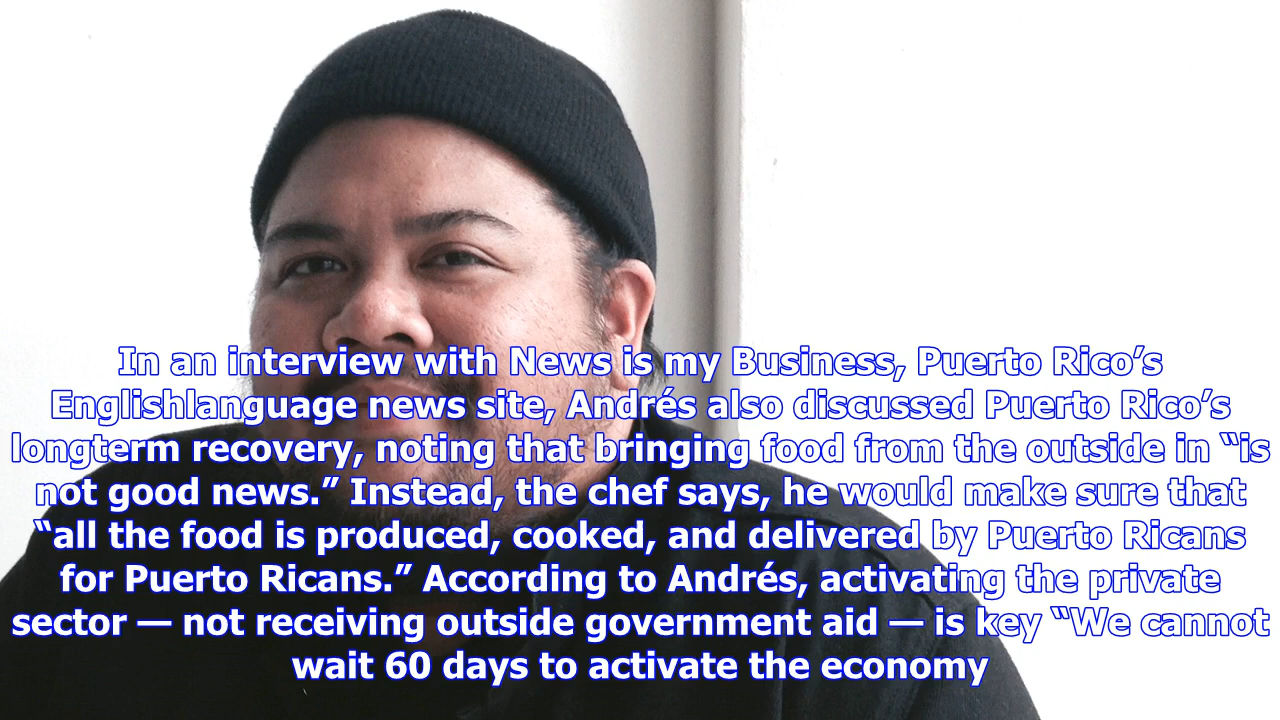 In an interview with News is my Business, Puerto Rico’s
Englishlanguage news site, Andrés also discussed Puerto Rico’s
longterm recovery, noting that bringing food from the outside in “is
not good news.” Instead, the chef says, he would make sure that
“all the food is produced, cooked, and delivered by Puerto Ricans
for Puerto Ricans.” According to Andrés, activating the private
sector — not receiving outside government aid — is key “We cannot
wait 60 days to activate the economy